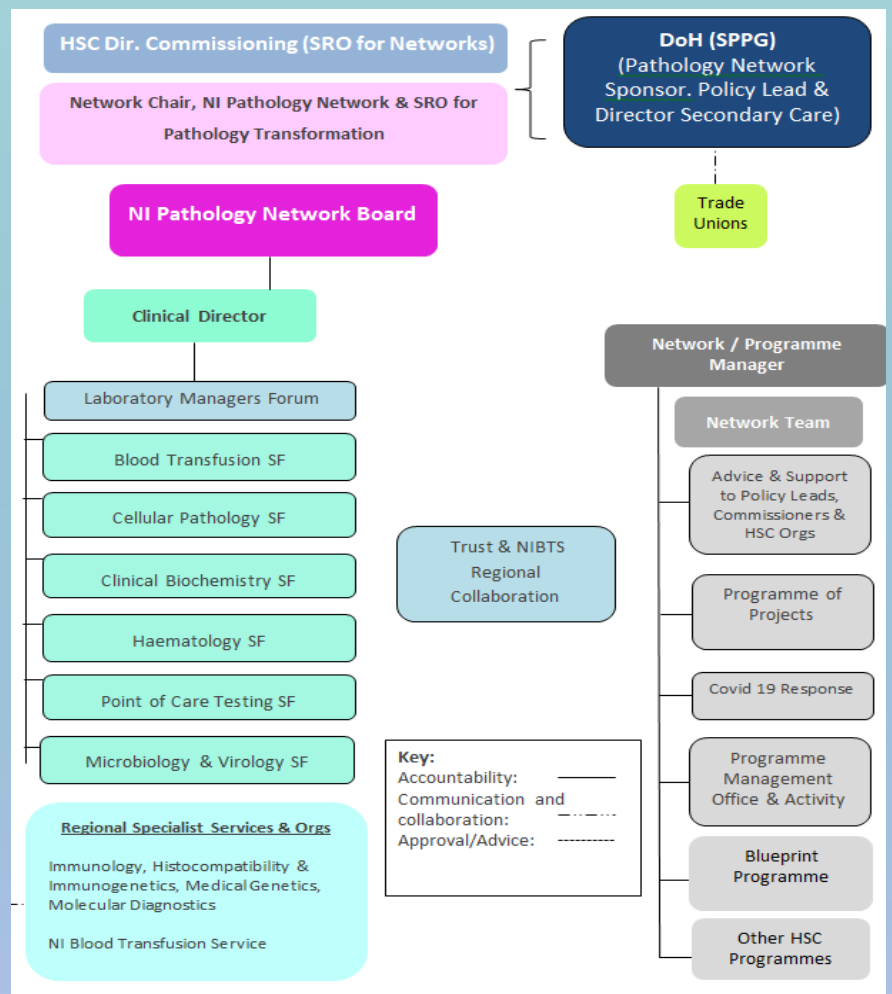 HSC Dir. Commissioning (SRO for Networks)
Network Chair, NI Pathology Network & SRO for
Pathology Transformation
DoH (SPPG)
(Pathology Network
Sponsor. Policy Lead &
Director Secondary Care)
Trade
Unions
NI Pathology Network Board
Clinical Director
Laboratory Managers Forum
Blood Transfusion SF
Cellular Pathology SF
Clinical Biochemistry SF
Haematology SF
Point of Care Testing SF
Microbiology & Virology SF
Regional Specialist Services & Orgs
Immunology, Histocompatibility &
Immunogenetics, Medical Genetics,
Molecular Diagnostics
NI Blood Transfusion Service
Trust & NIBTS
Regional
Collaboration
Key:
Accountability:
Communication and
collaboration:
Approval/Advice:
Network / Programme
Manager
Network Team
Advice & Support
to Policy Leads,
Commissioners &
HSC Orgs
Programme of
Projects
Covid 19 Response
Programme
Management
Office & Activity
Blueprint
Programme
Other HSC
Programmes